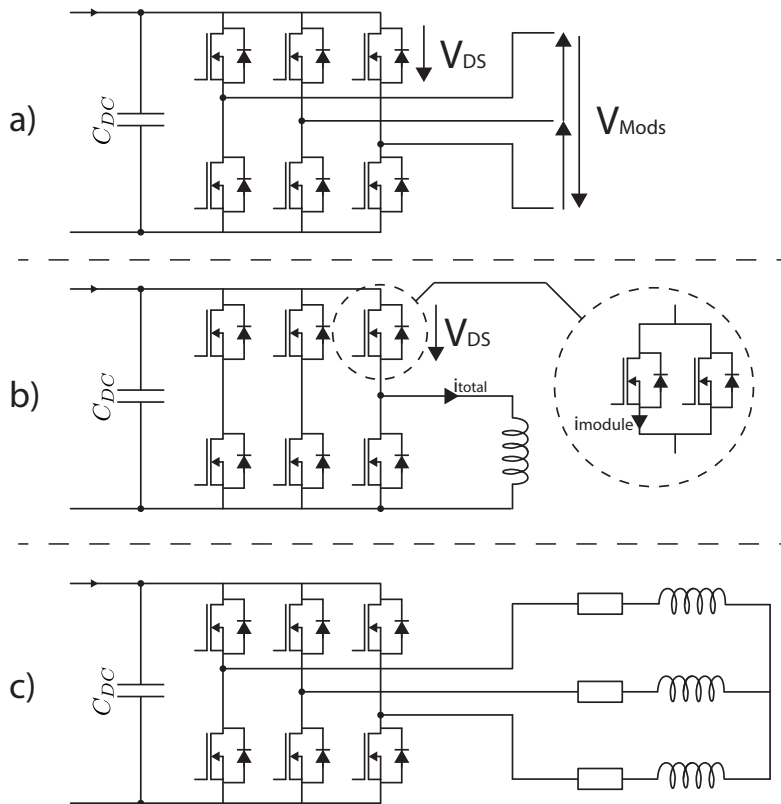 V_DS
a)
C_DC
V_Mods
V_DS
i_total
b)
C_DC
i_module
c)
C_DC